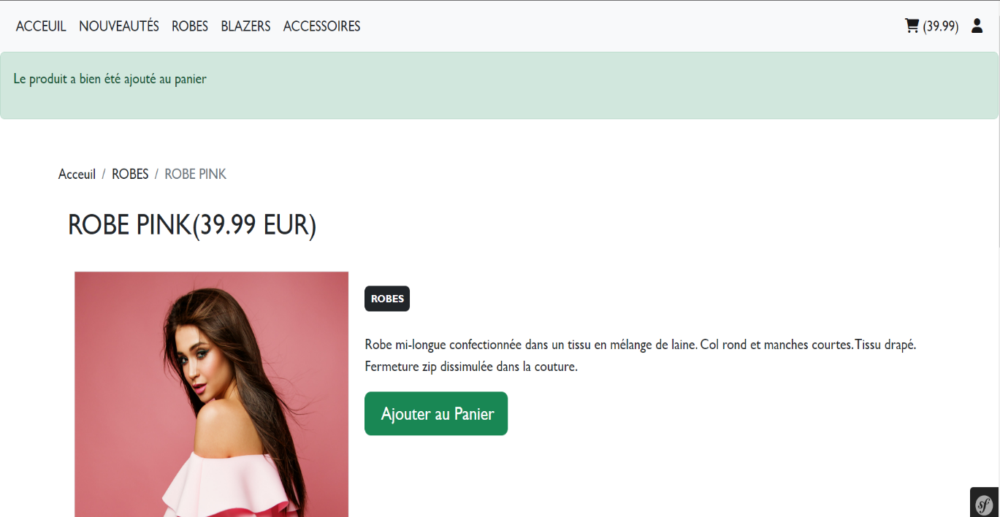 ACCEUIL NOUVEAUTÉS ROBES BLAZERS ACCESSOIRES (39.99)
Le produit a bien été ajouté au panier
Acceuil / ROBES / ROBE PINK
ROBE PINK(39.99 EUR)
ROBES
Robe mi-longue confectionnée dans un tissu en mélange de laine. Col rond et manches courtes. Tissu drapé.
Fermeture zip dissimulée dans la couture.
Ajouter au Panier
sf